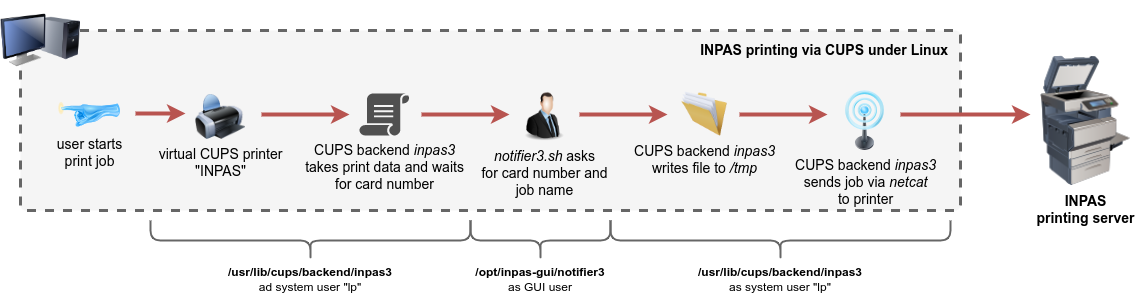 INPAS printing via CUPS under Linux
user starts
print job
virtual CUPS printer
"INPAS"
CUPS backend inpas3
takes print data and waits
for card number
notifier3.sh asks
for card number and
job name
CUPS backend inpas3
writes file to /tmp
CUPS backend inpas3
sends job via netcat
to printer
INPAS
printing server
/usr/lib/cups/backend/inpas3
ad system user "lp"
/opt/inpas-gui/notifier3
as GUI user
/usr/lib/cups/backend/inpas3
as system user "lp"